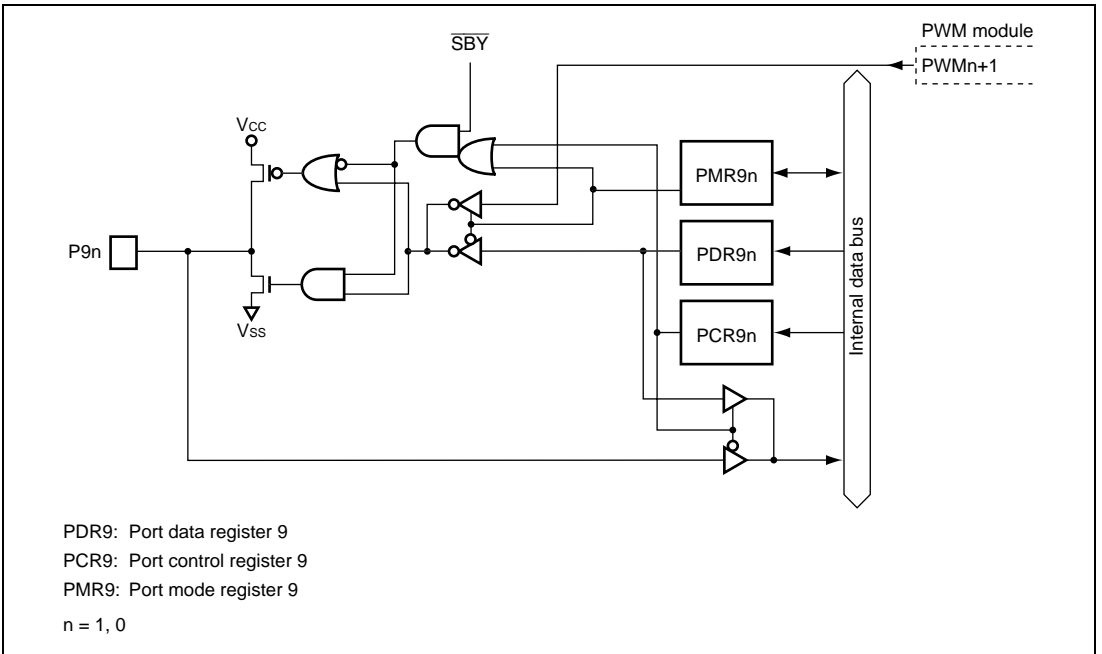 SBY
PWM module
PWMn+1
VCC
PMR9n
P9n
PDR9n
Internal data bus
PCR9n
VSS
PDR9: Port data register 9
PCR9: Port control register 9
PMR9: Port mode register 9
n = 1, 0